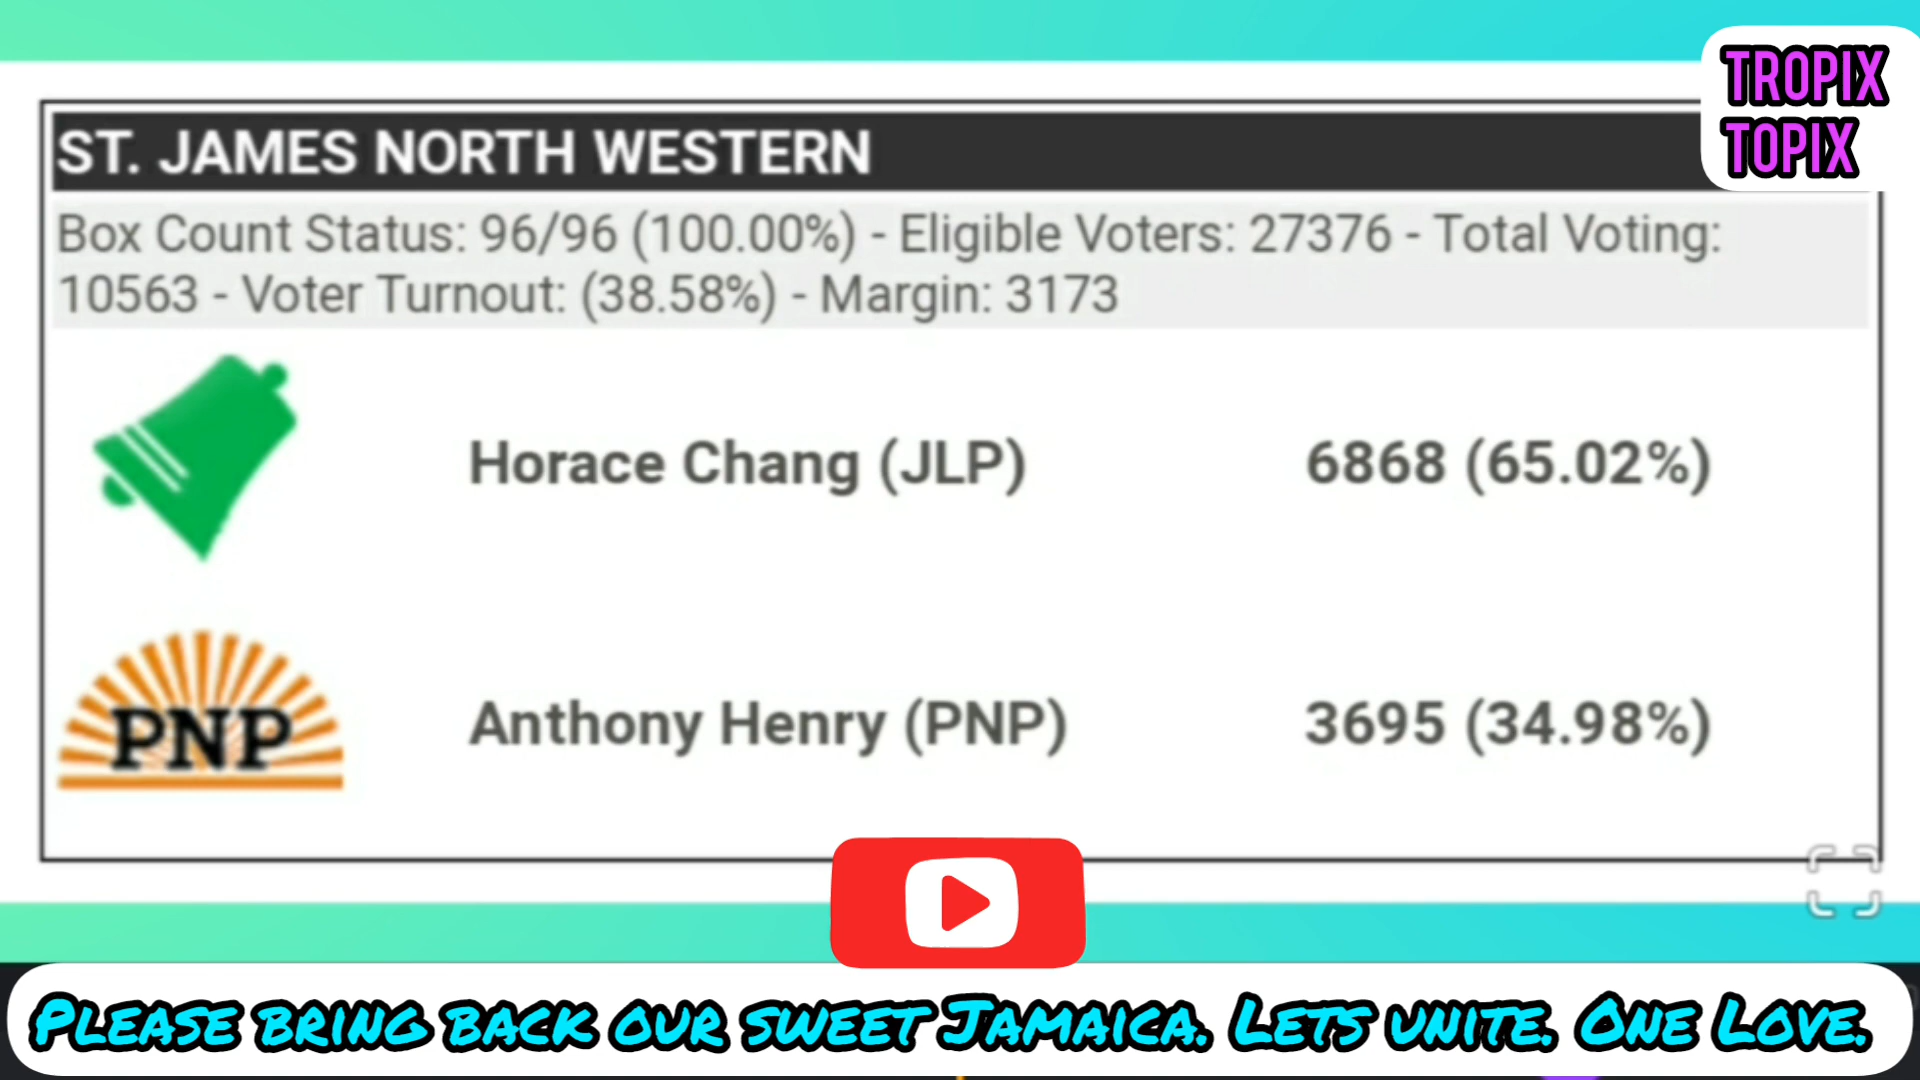 TROPIX
TOPIX
ST. JAMES NORTH WESTERN
Box Count Status: 96/96 (100.00%) - Eligible Voters: 27376 - Total Voting:
10563 - Voter Turnout: (38.58%) - Margin: 3173
Horace Chang (JLP) 6868 (65.02%)
PNP Anthony Henry (PNP) 3695 (34.98%)
Please bring back our sweet Jamaica. Lets unite. One Love.